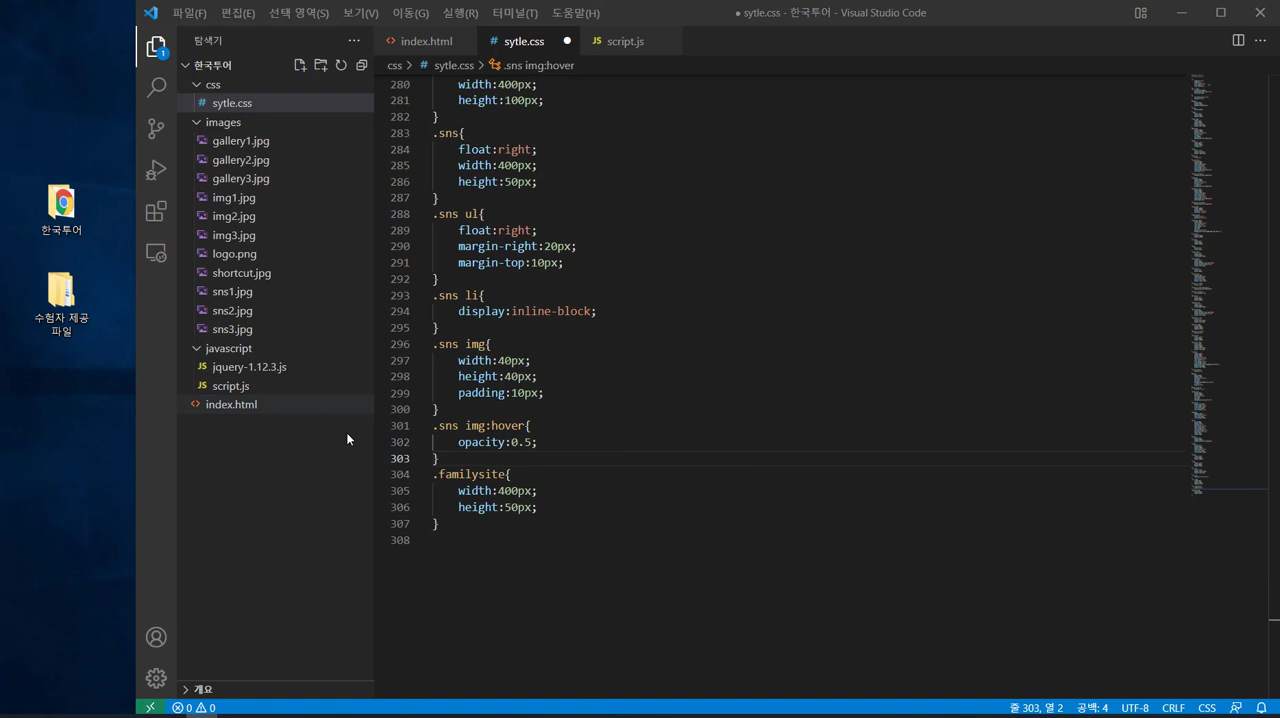 파일(F) 편집(E) 선택 영역(S) 보기(V) 이동(G) 실행(R) 터미널(T) 도움말(H)
● sytle.css - 한국투어 - Visual Studio Code
탐색기 ···
index.html
# sytle.css ●
JS script.js
···
한국투어
css > # sytle.css > .sns img:hover
1
css
# sytle.css
images
gallery1.jpg
gallery2.jpg
gallery3.jpg
img1.jpg
img2.jpg
img3.jpg
logo.png
shortcut.jpg
sns1.jpg
sns2.jpg
sns3.jpg
javascript
JS jquery-1.12.3.js
JS script.js
<> index.html
개요
한국투어
수험자 제공
파일
280 width:400px;
281 height:100px;
282 }
283 .sns{
284 float:right;
285 width:400px;
286 height:50px;
287 }
288 .sns ul{
289 float:right;
290 margin-right:20px;
291 margin-top:10px;
292 }
293 .sns li{
294 display:inline-block;
295 }
296 .sns img{
297 width:40px;
298 height:40px;
299 padding:10px;
300 }
301 .sns img:hover{
302 opacity:0.5;
303 }
304 .familysite{
305 width:400px;
306 height:50px;
307 }
308
0 0
줄 303, 열 2 공백: 4 UTF-8 CRLF CSS